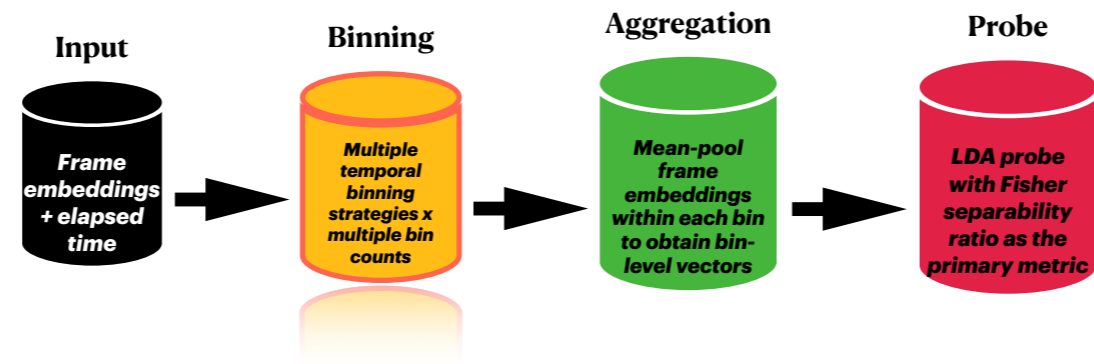 Input
Frame
embeddings
+ elapsed
time
Binning
Multiple
temporal
binning
strategies x
multiple bin
counts
Aggregation
Mean-pool
frame
embeddings
within each bin
to obtain bin-
level vectors
Probe
LDA probe
with Fisher
separability
ratio as the
primary metric